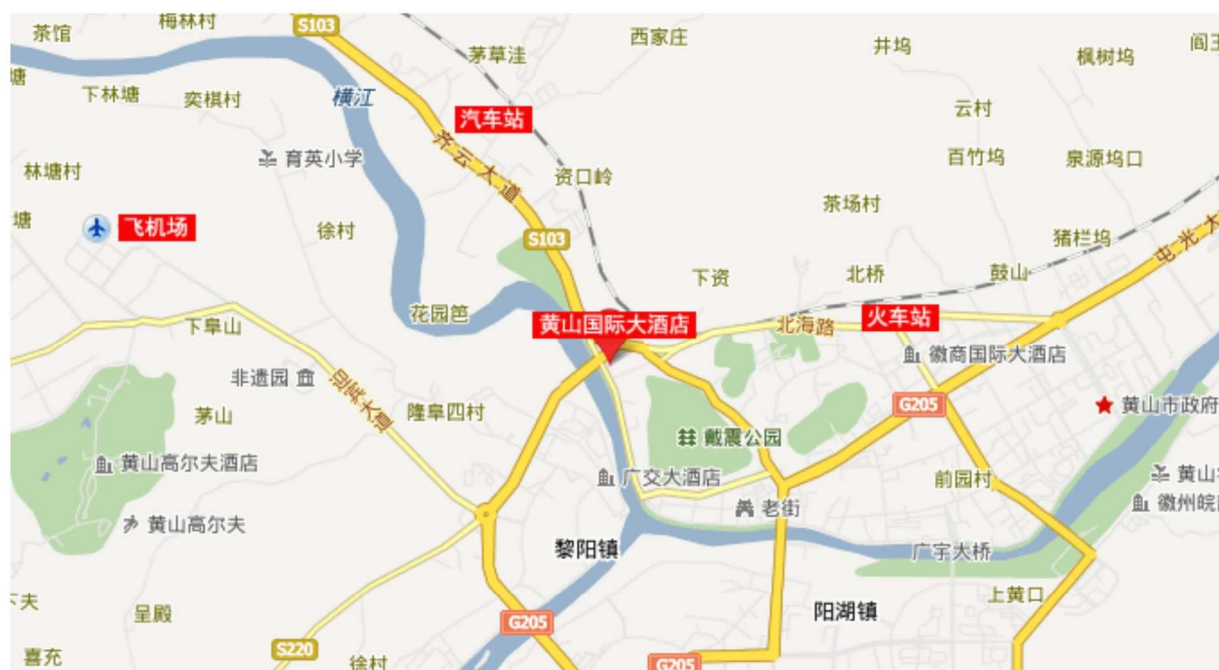 梅林村
S103
茶馆
西家庄
井坞
茅草洼
枫树坞
塘
下林塘
奕棋村
横江
云村
汽车站
齐云大道
育英小学
百竹坞
泉源坞口
林塘村
资口岭
茶场村
塘
飞机场
徐村
S103
猪栏坞
屯光大
下资
北桥
鼓山
花园笆
下阜山
黄山国际大酒店
北海路
火车站
徽商国际大酒店
非遗园
迎宾大道
茅山
隆阜四村
G205
黄山市政府
戴震公园
黄山高尔夫酒店
广交大酒店
前园村
黄山
老街
徽州皖
黄山高尔夫
黎阳镇
广宇大桥
下夫
呈殿
上黄口
阳湖镇
G205
S220
喜充
徐村
G205